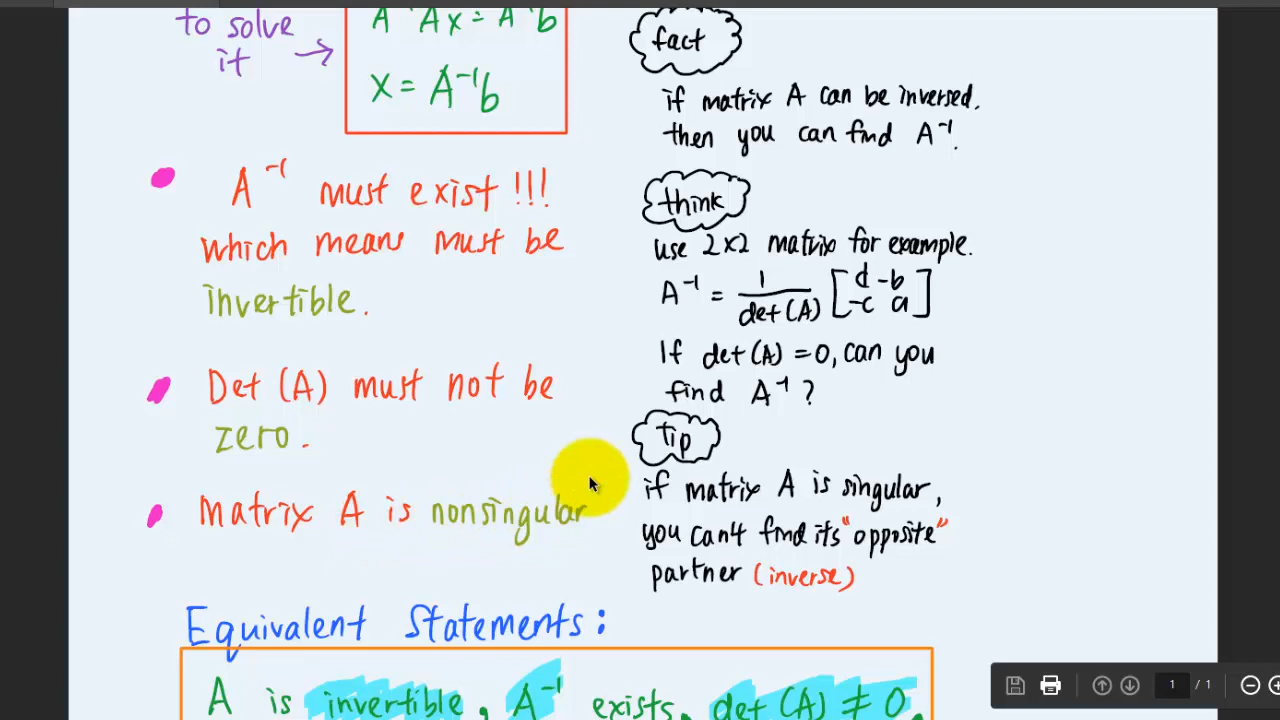 to solve
it →
A⁻¹Ax = A⁻¹b
x = A⁻¹b
• A⁻¹ must exist !!!
which means must be
invertible.
• Det (A) must not be
zero.
• Matrix A is nonsingular
fact
if matrix A can be inversed.
then you can find A⁻¹.
think
use 2x2 matrix for example.
A⁻¹ = 1/det(A) [d -b
-c a]
If det(A) = 0, can you
find A⁻¹ ?
tip
if matrix A is singular,
you can't find its "opposite"
partner (inverse)
Equivalent Statements:
A is invertible, A⁻¹ exists, det(A) ≠ 0,
1 / 1